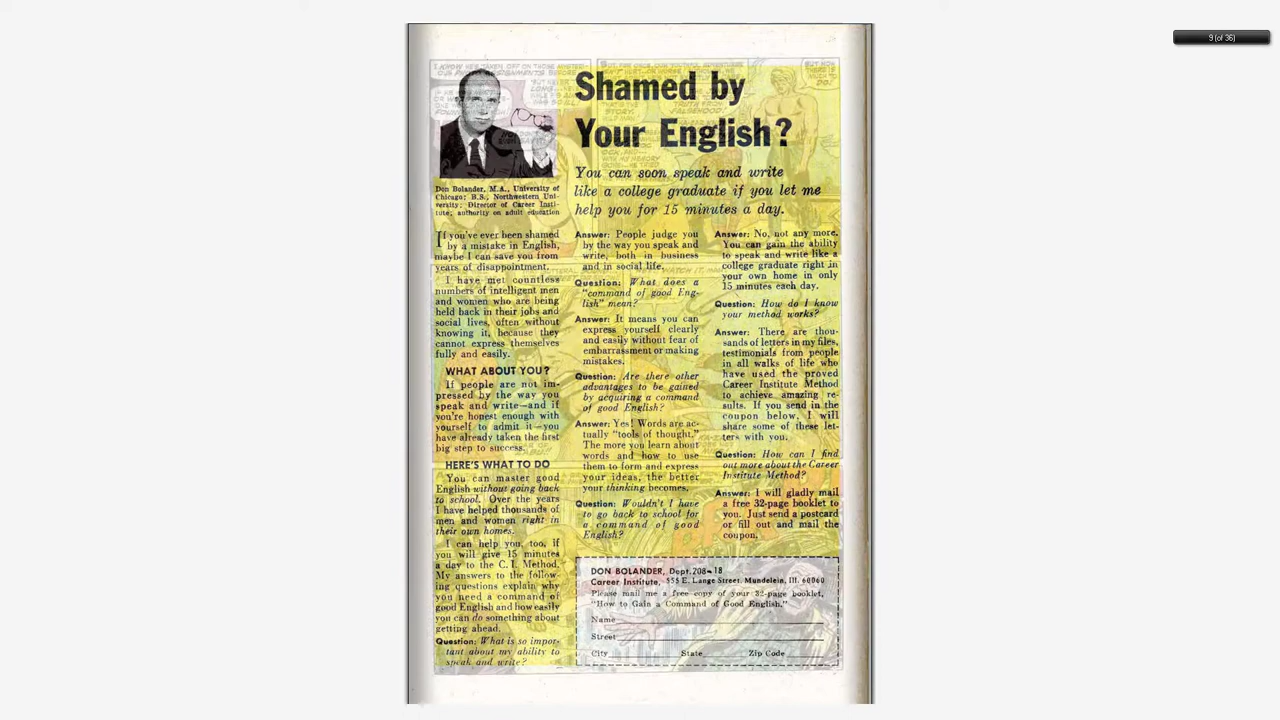 9 (of 36)
Shamed by
Your English?
You can soon speak and write
like a college graduate if you let me
help you for 15 minutes a day.
Don Bolander, M.A., University of
Chicago; B.S., Northwestern Uni-
versity; Director of Career Insti-
tute; authority on adult education
If you've ever been shamed
by a mistake in English,
maybe I can save you from
years of disappointment.
I have met countless
numbers of intelligent men
and women who are being
held back in their jobs and
social lives, often without
knowing it, because they
cannot express themselves
fully and easily.
WHAT ABOUT YOU?
If people are not im-
pressed by the way you
speak and write—and if
you're honest enough with
yourself to admit it—you
have already taken the first
big step to success.
HERE'S WHAT TO DO
You can master good
English without going back
to school. Over the years
I have helped thousands of
men and women right in
their own homes.
I can help you, too, if
you will give 15 minutes
a day to the C.I. Method.
My answers to the follow-
ing questions explain why
you need a command of
good English and how easily
you can do something about
getting ahead.
Question: What is so impor-
tant about my ability to
speak and write?
Answer: People judge you
by the way you speak and
write, both in business
and in social life.
Question: What does a
"command of good Eng-
lish" mean?
Answer: It means you can
express yourself clearly
and easily without fear of
embarrassment or making
mistakes.
Question: Are there other
advantages to be gained
by acquiring a command
of good English?
Answer: Yes! Words are ac-
tually "tools of thought."
The more you learn about
words and how to use
them to form and express
your ideas, the better
your thinking becomes.
Question: Wouldn't I have
to go back to school for
a command of good
English?
Answer: No, not any more.
You can gain the ability
to speak and write like a
college graduate right in
your own home in only
15 minutes each day.
Question: How do I know
your method works?
Answer: There are thou-
sands of letters in my files,
testimonials from people
in all walks of life who
have used the proved
Career Institute Method
to achieve amazing re-
sults. If you send in the
coupon below, I will
share some of these let-
ters with you.
Question: How can I find
out more about the Career
Institute Method?
Answer: I will gladly mail
a free 32-page booklet to
you. Just send a postcard
or fill out and mail the
coupon.
DON BOLANDER, Dept. 208-18
Career Institute, 555 E. Lange Street, Mundelein, Ill. 60060
Please mail me a free copy of your 32-page booklet,
"How to Gain a Command of Good English."
Name
Street
City State Zip Code